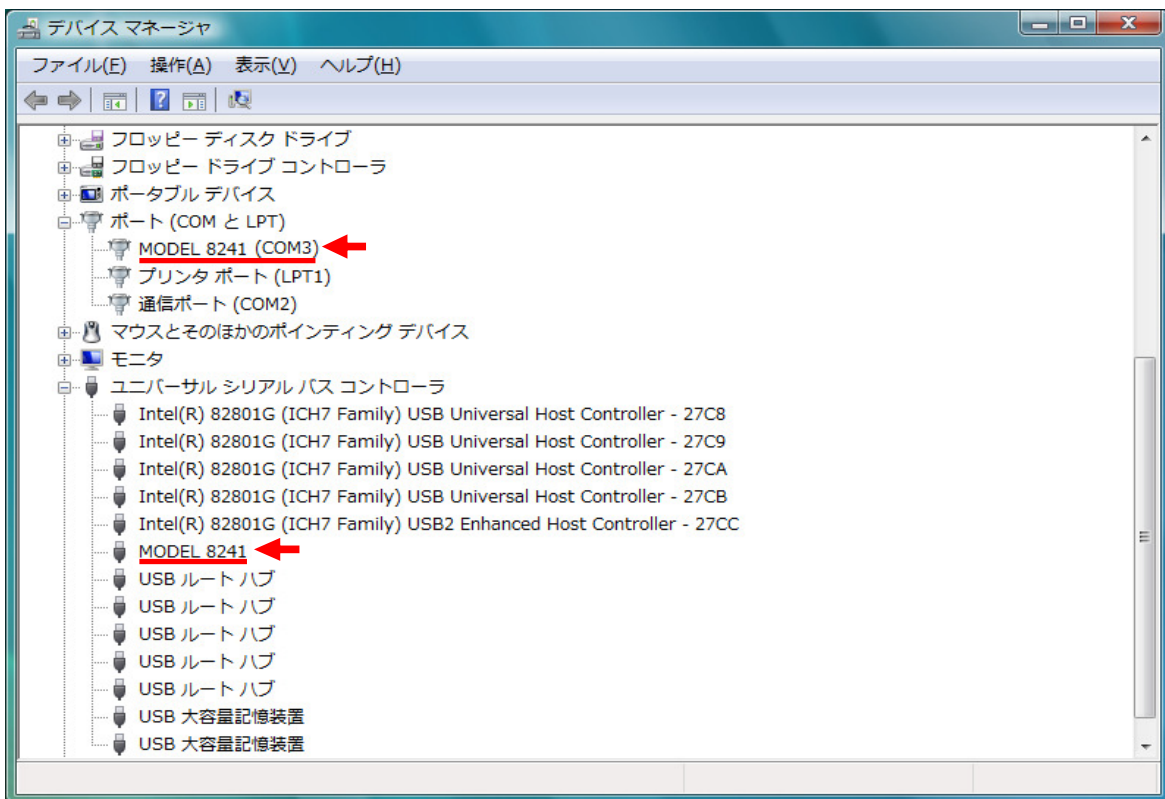 デバイス マネージャ
ファイル(F) 操作(A) 表示(V) ヘルプ(H)
フロッピー ディスク ドライブ
フロッピー ドライブ コントローラ
ポータブル デバイス
ポート (COM と LPT)
MODEL 8241 (COM3)
プリンタ ポート (LPT1)
通信ポート (COM2)
マウスとそのほかのポインティング デバイス
モニタ
ユニバーサル シリアル バス コントローラ
Intel(R) 82801G (ICH7 Family) USB Universal Host Controller - 27C8
Intel(R) 82801G (ICH7 Family) USB Universal Host Controller - 27C9
Intel(R) 82801G (ICH7 Family) USB Universal Host Controller - 27CA
Intel(R) 82801G (ICH7 Family) USB Universal Host Controller - 27CB
Intel(R) 82801G (ICH7 Family) USB2 Enhanced Host Controller - 27CC
MODEL 8241
USB ルート ハブ
USB ルート ハブ
USB ルート ハブ
USB ルート ハブ
USB ルート ハブ
USB 大容量記憶装置
USB 大容量記憶装置